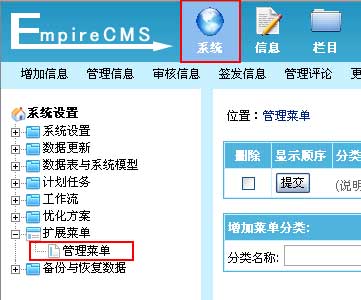 EmpireCMS
系统 信息 栏目
增加信息 管理信息 审核信息 签发信息 管理评论
系统设置
系统设置
数据更新
数据表与系统模型
计划任务
工作流
优化方案
扩展菜单
管理菜单
备份与恢复数据
位置：管理菜单
删除 显示顺序 分类
提交 (说明
增加菜单分类:
分类名称: